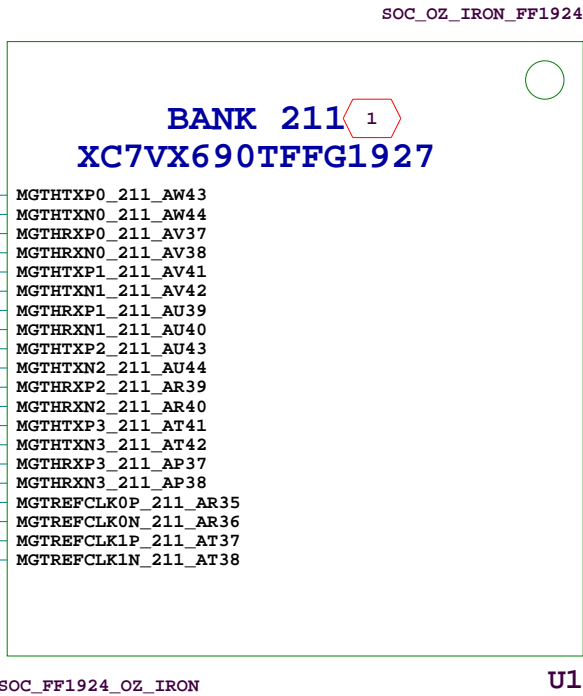 SOC_OZ_IRON_FF1924
BANK 211 1
XC7VX690TFFG1927
MGTHTXP0_211_AW43
MGTHTXN0_211_AW44
MGTHRXP0_211_AV37
MGTHRXN0_211_AV38
MGTHTXP1_211_AV41
MGTHTXN1_211_AV42
MGTHRXP1_211_AU39
MGTHRXN1_211_AU40
MGTHTXP2_211_AU43
MGTHTXN2_211_AU44
MGTHRXP2_211_AR39
MGTHRXN2_211_AR40
MGTHTXP3_211_AT41
MGTHTXN3_211_AT42
MGTHRXP3_211_AP37
MGTHRXN3_211_AP38
MGTREFCLK0P_211_AR35
MGTREFCLK0N_211_AR36
MGTREFCLK1P_211_AT37
MGTREFCLK1N_211_AT38
SOC_FF1924_OZ_IRON U1